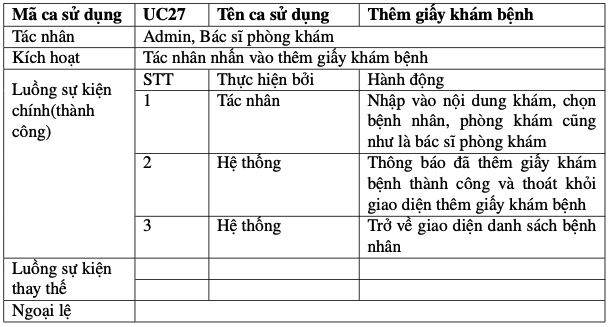 Mã ca sử dụng UC27 Tên ca sử dụng Thêm giấy khám bệnh
Tác nhân Admin, Bác sĩ phòng khám
Kích hoạt Tác nhân nhấn vào thêm giấy khám bệnh
Luồng sự kiện
chính(thành
công)
STT Thực hiện bởi Hành động
1 Tác nhân Nhập vào nội dung khám, chọn
bệnh nhân, phòng khám cũng
như là bác sĩ phòng khám
2 Hệ thống Thông báo đã thêm giấy khám
bệnh thành công và thoát khỏi
giao diện thêm giấy khám bệnh
3 Hệ thống Trở về giao diện danh sách bệnh
nhân
Luồng sự kiện
thay thế
Ngoại lệ